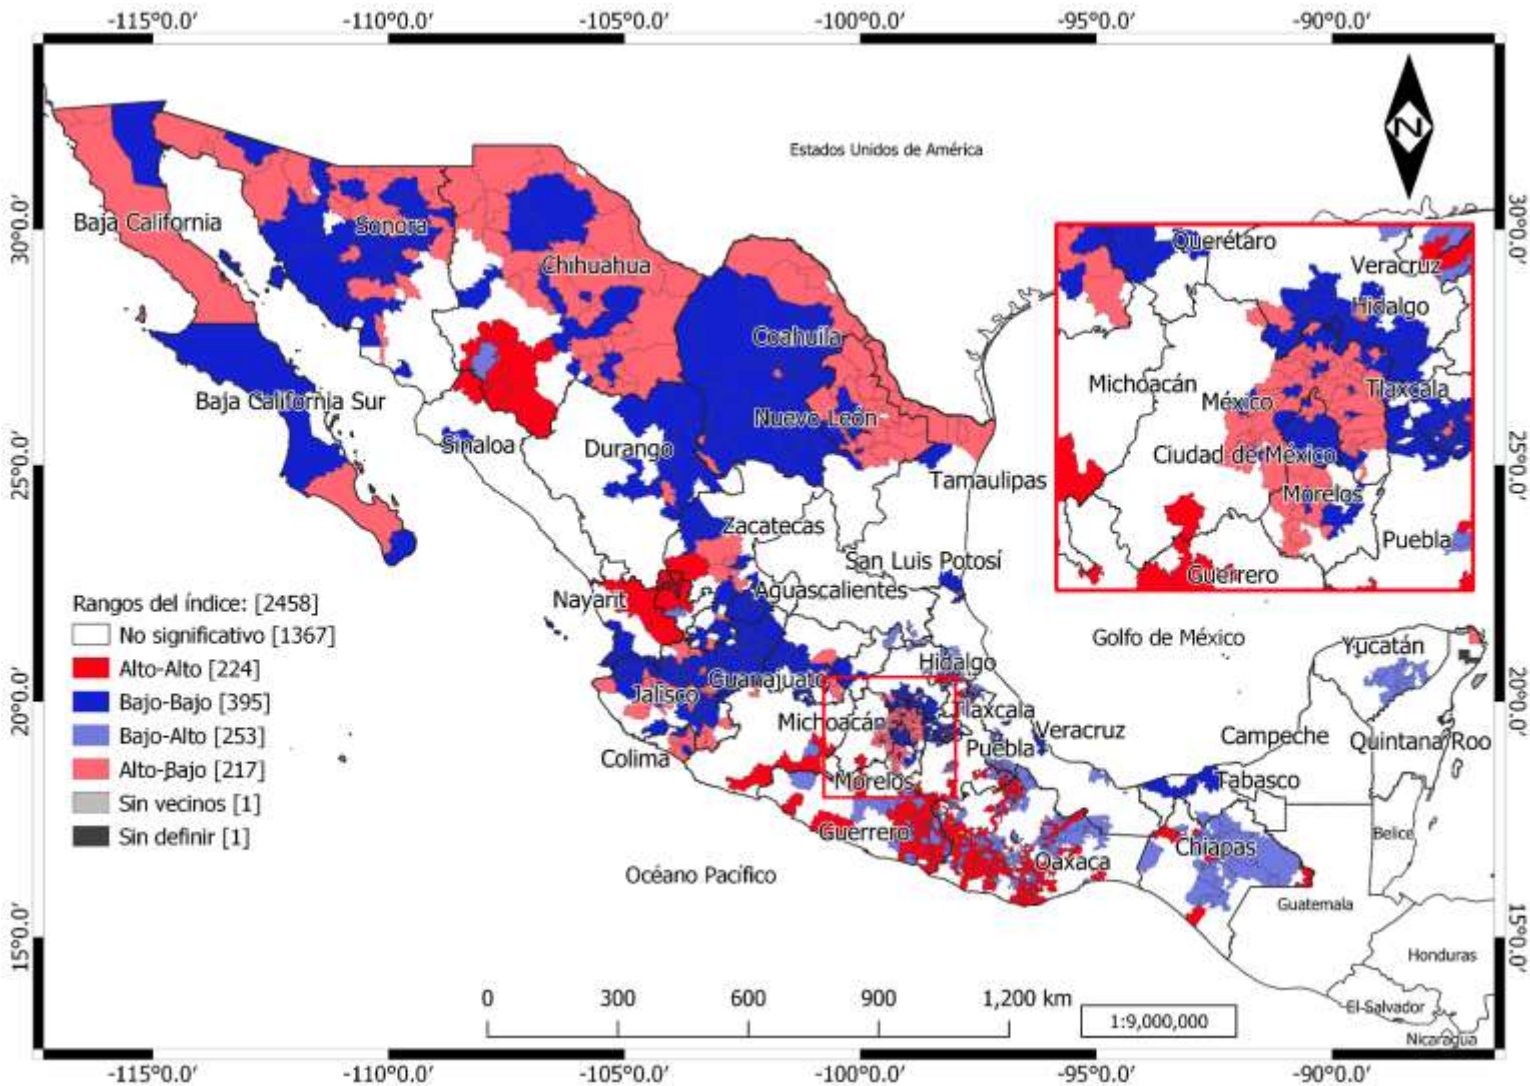 -115°0.0' -110°0.0' -105°0.0' -100°0.0' -95°0.0' -90°0.0'
30°0.0'
25°0.0'
20°0.0'
15°0.0'
Estados Unidos de América
N
Baja California
Sonora
Chihuahua
Coahuila
Baja California Sur
Nuevo León
Sinaloa
Durango
Tamaulipas
Zacatecas
San Luis Potosí
Nayarit
Aguascalientes
Golfo de México
Yucatán
Hidalgo
Guanajuato
Jalisco
Tlaxcala
Michoacán
Veracruz
Campeche
Quintana Roo
Puebla
Colima
Morelos
Tabasco
Guerrero
Belice
Chiapas
Oaxaca
Océano Pacífico
Guatemala
Honduras
El Salvador
Nicaragua
Querétaro
Veracruz
Hidalgo
Michoacán
Tlaxcala
México
Ciudad de México
Morelos
Puebla
Guerrero
Rangos del índice: [2458]
No significativo [1367]
Alto-Alto [224]
Bajo-Bajo [395]
Bajo-Alto [253]
Alto-Bajo [217]
Sin vecinos [1]
Sin definir [1]
0 300 600 900 1,200 km
1:9,000,000
30°0.0'
25°0.0'
20°0.0'
15°0.0'
-115°0.0' -110°0.0' -105°0.0' -100°0.0' -95°0.0' -90°0.0'